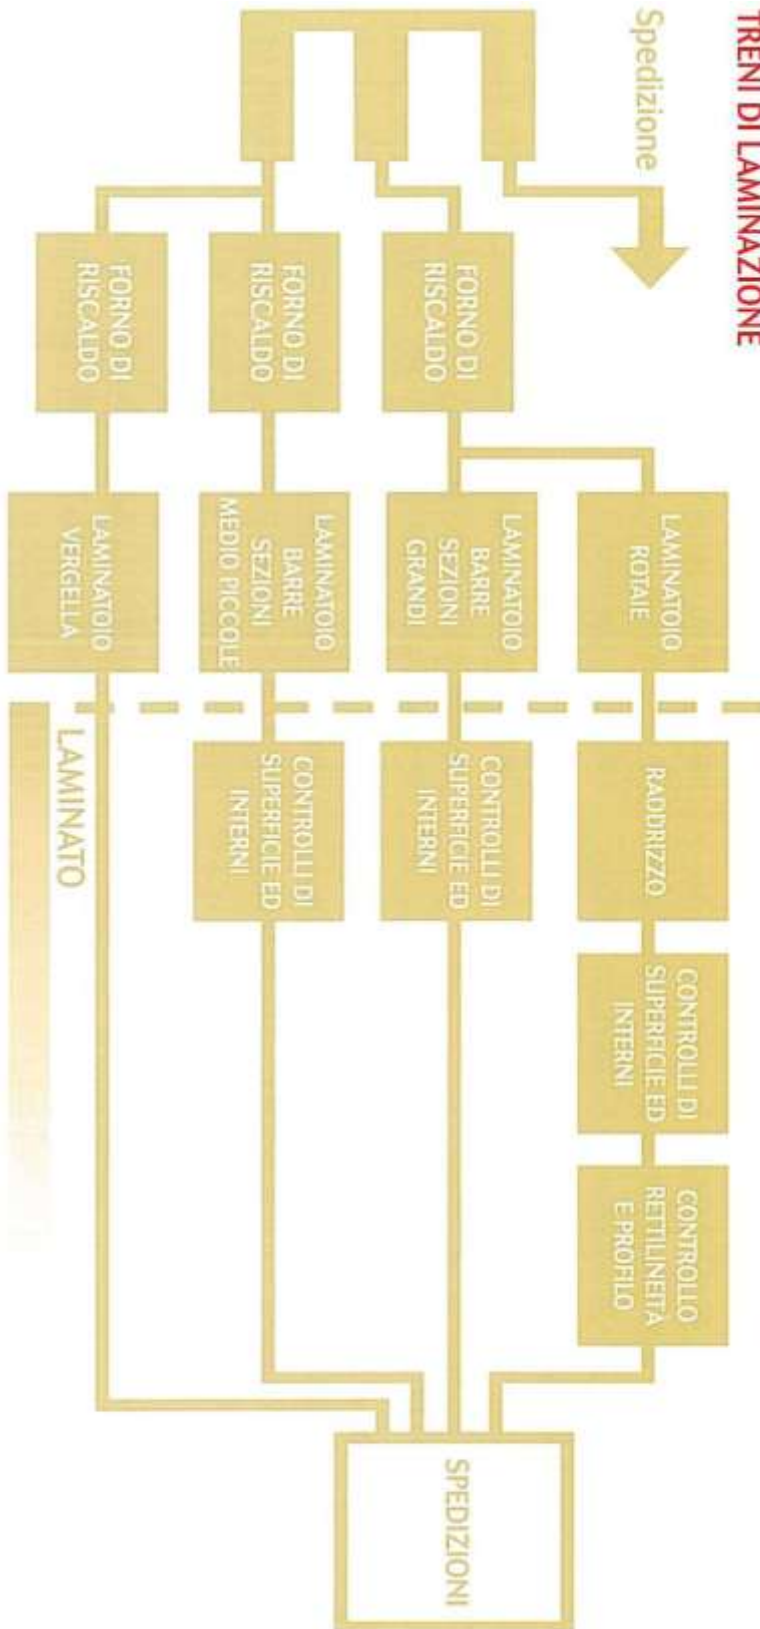 TRENI DI LAMINAZIONE
Spedizione
FORNO DI
RISCALDO
LAMINATOIO
ROTAIE
RADDRIZZO
CONTROLLI DI
SUPERFICIE ED
INTERNI
CONTROLLO
RETTILINEITÀ
E PROFILO
LAMINATOIO
BARRE
SEZIONI
GRANDI
CONTROLLI DI
SUPERFICIE ED
INTERNI
FORNO DI
RISCALDO
LAMINATOIO
BARRE
SEZIONI
MEDIO PICCOLE
CONTROLLI DI
SUPERFICIE ED
INTERNI
FORNO DI
RISCALDO
LAMINATOIO
VERGELLA
LAMINATO
SPEDIZIONI